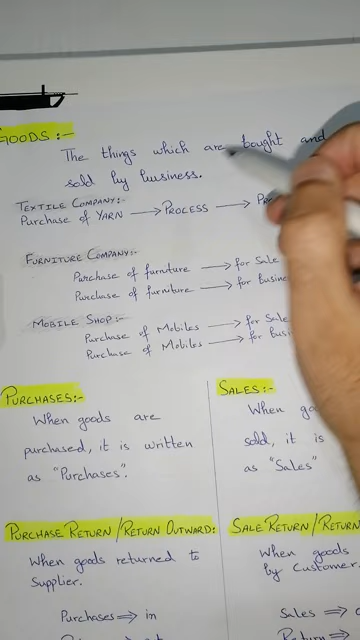 GOODS :-
The things which are bought and
sold by business.
TEXTILE COMPANY:-
Purchase of YARN → PROCESS →
FURNITURE COMPANY:-
Purchase of furniture → for Sale
Purchase of furniture → for
MOBILE SHOP:-
Purchase of Mobiles → for Sale
Purchase of Mobiles → for
PURCHASES:-
When goods are
purchased, it is written
as "Purchases".
SALES:-
When
sold, it is
as "Sales"
PURCHASE RETURN/RETURN OUTWARD:
When goods returned to
Supplier.
Purchases ⇒ in
SALE RETURN/RETURN
When goods
by Customer.
Sales ⇒
Return ⇒